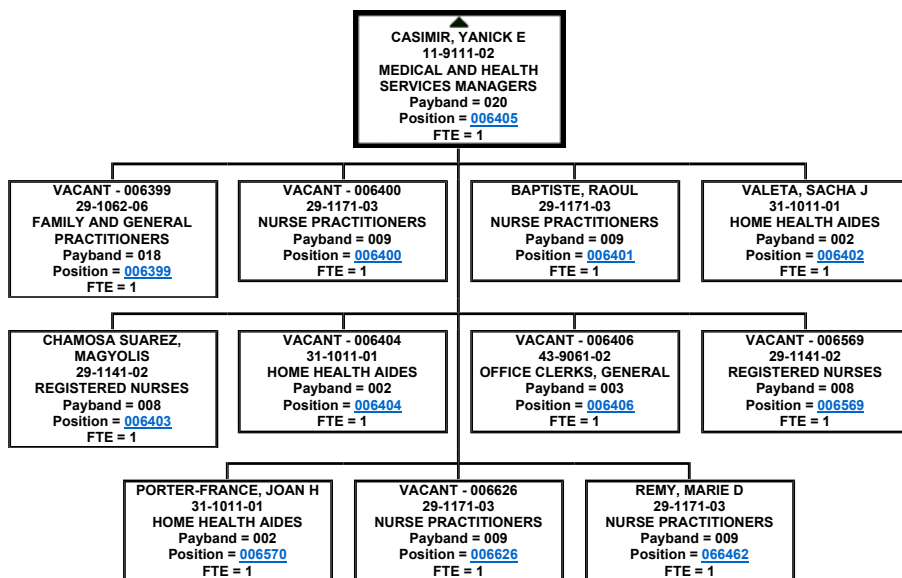 CASIMIR, YANICK E
11-9111-02
MEDICAL AND HEALTH
SERVICES MANAGERS
Payband = 020
Position = 006405
FTE = 1
VACANT - 006399
29-1062-06
FAMILY AND GENERAL
PRACTITIONERS
Payband = 018
Position = 006399
FTE = 1
VACANT - 006400
29-1171-03
NURSE PRACTITIONERS
Payband = 009
Position = 006400
FTE = 1
BAPTISTE, RAOUL
29-1171-03
NURSE PRACTITIONERS
Payband = 009
Position = 006401
FTE = 1
VALETA, SACHA J
31-1011-01
HOME HEALTH AIDES
Payband = 002
Position = 006402
FTE = 1
CHAMOSA SUAREZ,
MAGYOLIS
29-1141-02
REGISTERED NURSES
Payband = 008
Position = 006403
FTE = 1
VACANT - 006404
31-1011-01
HOME HEALTH AIDES
Payband = 002
Position = 006404
FTE = 1
VACANT - 006406
43-9061-02
OFFICE CLERKS, GENERAL
Payband = 003
Position = 006406
FTE = 1
VACANT - 006569
29-1141-02
REGISTERED NURSES
Payband = 008
Position = 006569
FTE = 1
PORTER-FRANCE, JOAN H
31-1011-01
HOME HEALTH AIDES
Payband = 002
Position = 006570
FTE = 1
VACANT - 006626
29-1171-03
NURSE PRACTITIONERS
Payband = 009
Position = 006626
FTE = 1
REMY, MARIE D
29-1171-03
NURSE PRACTITIONERS
Payband = 009
Position = 066462
FTE = 1